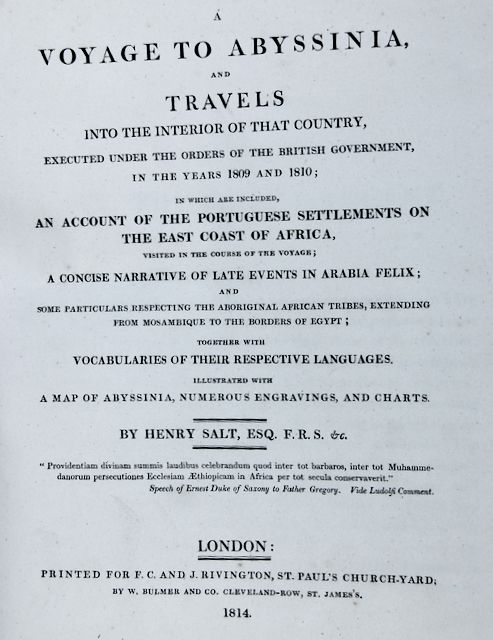 A
VOYAGE TO ABYSSINIA,
AND
TRAVELS
INTO THE INTERIOR OF THAT COUNTRY,
EXECUTED UNDER THE ORDERS OF THE BRITISH GOVERNMENT,
IN THE YEARS 1809 AND 1810;
IN WHICH ARE INCLUDED,
AN ACCOUNT OF THE PORTUGUESE SETTLEMENTS ON
THE EAST COAST OF AFRICA,
VISITED IN THE COURSE OF THE VOYAGE;
A CONCISE NARRATIVE OF LATE EVENTS IN ARABIA FELIX;
AND
SOME PARTICULARS RESPECTING THE ABORIGINAL AFRICAN TRIBES, EXTENDING
FROM MOSAMBIQUE TO THE BORDERS OF EGYPT;
TOGETHER WITH
VOCABULARIES OF THEIR RESPECTIVE LANGUAGES.
ILLUSTRATED WITH
A MAP OF ABYSSINIA, NUMEROUS ENGRAVINGS, AND CHARTS.
BY HENRY SALT, ESQ. F.R.S. &c.
"Providentiam divinam summis laudibus celebrandum quod inter tot barbaros, inter tot Muhamme-
danorum persecutiones Ecclesiam Æthiopicam in Africa per tot secula conservaverit."
Speech of Ernest Duke of Saxony to Father Gregory. Vide Ludolfi Comment.
LONDON:
PRINTED FOR F. C. AND J. RIVINGTON, ST. PAUL'S CHURCH-YARD;
BY W. BULMER AND CO. CLEVELAND-ROW, ST. JAMES'S.
1814.